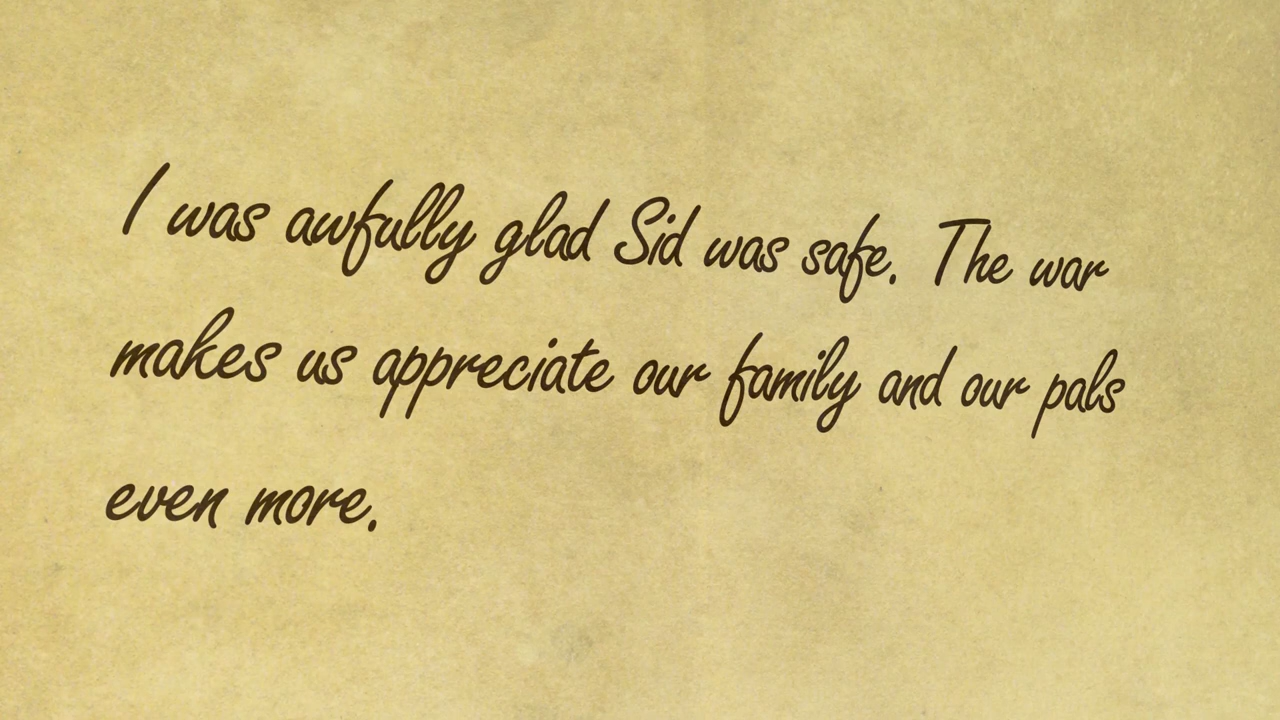 I was awfully glad Sid was safe. The war
makes us appreciate our family and our pals
even more.